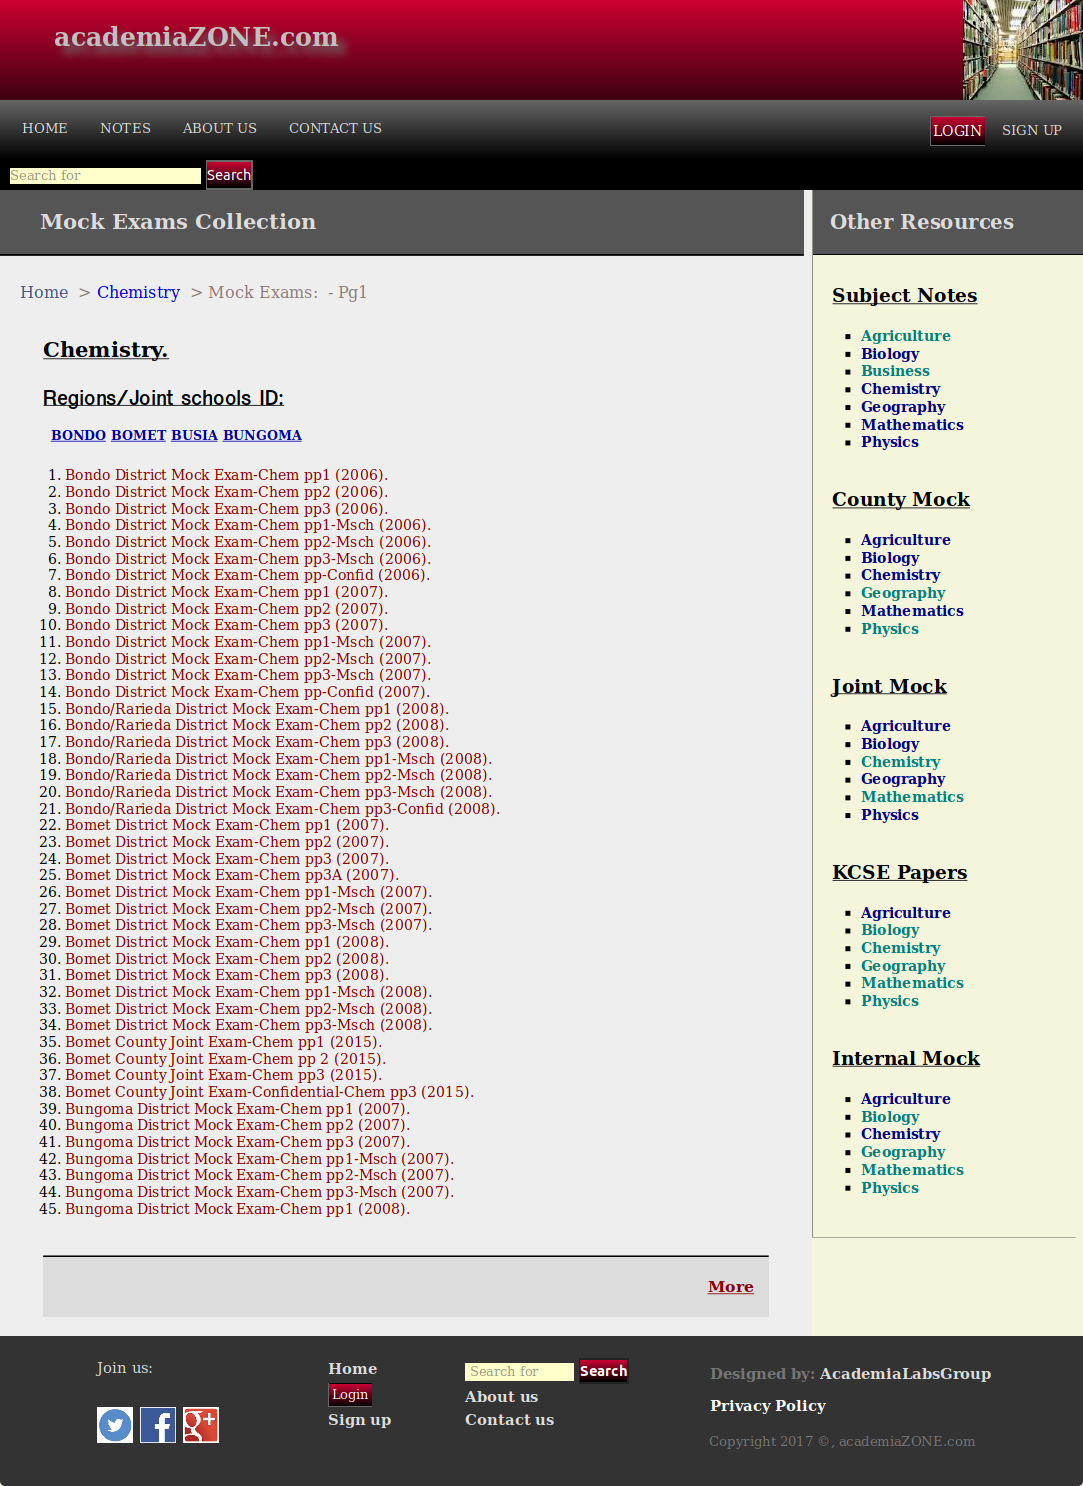 academiaZONE.com
HOME NOTES ABOUT US CONTACT US LOGIN SIGN UP
Search for Search
Mock Exams Collection
Home > Chemistry > Mock Exams: - Pg1
Chemistry.
Regions/Joint schools ID:
BONDO BOMET BUSIA BUNGOMA
1. Bondo District Mock Exam-Chem pp1 (2006).
2. Bondo District Mock Exam-Chem pp2 (2006).
3. Bondo District Mock Exam-Chem pp3 (2006).
4. Bondo District Mock Exam-Chem pp1-Msch (2006).
5. Bondo District Mock Exam-Chem pp2-Msch (2006).
6. Bondo District Mock Exam-Chem pp3-Msch (2006).
7. Bondo District Mock Exam-Chem pp-Confid (2006).
8. Bondo District Mock Exam-Chem pp1 (2007).
9. Bondo District Mock Exam-Chem pp2 (2007).
10. Bondo District Mock Exam-Chem pp3 (2007).
11. Bondo District Mock Exam-Chem pp1-Msch (2007).
12. Bondo District Mock Exam-Chem pp2-Msch (2007).
13. Bondo District Mock Exam-Chem pp3-Msch (2007).
14. Bondo District Mock Exam-Chem pp-Confid (2007).
15. Bondo/Rarieda District Mock Exam-Chem pp1 (2008).
16. Bondo/Rarieda District Mock Exam-Chem pp2 (2008).
17. Bondo/Rarieda District Mock Exam-Chem pp3 (2008).
18. Bondo/Rarieda District Mock Exam-Chem pp1-Msch (2008).
19. Bondo/Rarieda District Mock Exam-Chem pp2-Msch (2008).
20. Bondo/Rarieda District Mock Exam-Chem pp3-Msch (2008).
21. Bondo/Rarieda District Mock Exam-Chem pp3-Confid (2008).
22. Bomet District Mock Exam-Chem pp1 (2007).
23. Bomet District Mock Exam-Chem pp2 (2007).
24. Bomet District Mock Exam-Chem pp3 (2007).
25. Bomet District Mock Exam-Chem pp3A (2007).
26. Bomet District Mock Exam-Chem pp1-Msch (2007).
27. Bomet District Mock Exam-Chem pp2-Msch (2007).
28. Bomet District Mock Exam-Chem pp3-Msch (2007).
29. Bomet District Mock Exam-Chem pp1 (2008).
30. Bomet District Mock Exam-Chem pp2 (2008).
31. Bomet District Mock Exam-Chem pp3 (2008).
32. Bomet District Mock Exam-Chem pp1-Msch (2008).
33. Bomet District Mock Exam-Chem pp2-Msch (2008).
34. Bomet District Mock Exam-Chem pp3-Msch (2008).
35. Bomet County Joint Exam-Chem pp1 (2015).
36. Bomet County Joint Exam-Chem pp 2 (2015).
37. Bomet County Joint Exam-Chem pp3 (2015).
38. Bomet County Joint Exam-Confidential-Chem pp3 (2015).
39. Bungoma District Mock Exam-Chem pp1 (2007).
40. Bungoma District Mock Exam-Chem pp2 (2007).
41. Bungoma District Mock Exam-Chem pp3 (2007).
42. Bungoma District Mock Exam-Chem pp1-Msch (2007).
43. Bungoma District Mock Exam-Chem pp2-Msch (2007).
44. Bungoma District Mock Exam-Chem pp3-Msch (2007).
45. Bungoma District Mock Exam-Chem pp1 (2008).
More
Other Resources
Subject Notes
Agriculture
Biology
Business
Chemistry
Geography
Mathematics
Physics
County Mock
Agriculture
Biology
Chemistry
Geography
Mathematics
Physics
Joint Mock
Agriculture
Biology
Chemistry
Geography
Mathematics
Physics
KCSE Papers
Agriculture
Biology
Chemistry
Geography
Mathematics
Physics
Internal Mock
Agriculture
Biology
Chemistry
Geography
Mathematics
Physics
Join us:
Home
Login
Sign up
Search for Search
About us
Contact us
Designed by: AcademiaLabsGroup
Privacy Policy
Copyright 2017 ©, academiaZONE.com